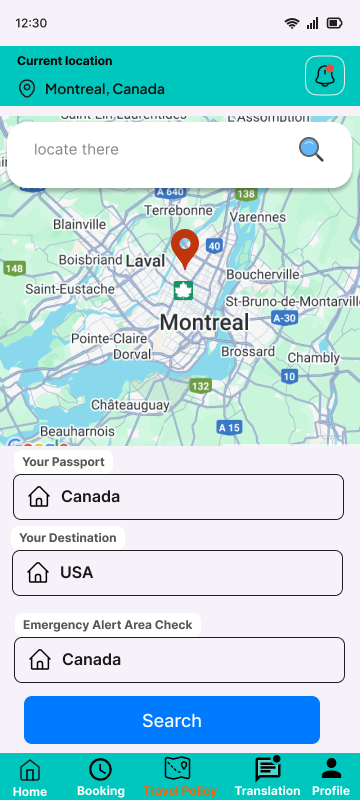 12:30
Current location
Montreal, Canada
Saint-Lin-Laurentides
L'Assomption
locate there
A 640
138
Terrebonne
Varennes
Blainville
40
Boisbriand
Laval
148
Boucherville
Saint-Eustache
St-Bruno-de-Montarvill
Montreal
A-30
Pointe-Claire
Dorval
Brossard
Chambly
10
132
Châteauguay
A 15
Beauharnois
Google
Your Passport
Canada
Your Destination
USA
Emergency Alert Area Check
Canada
Search
Home
Booking
Travel Policy
Translation
Profile